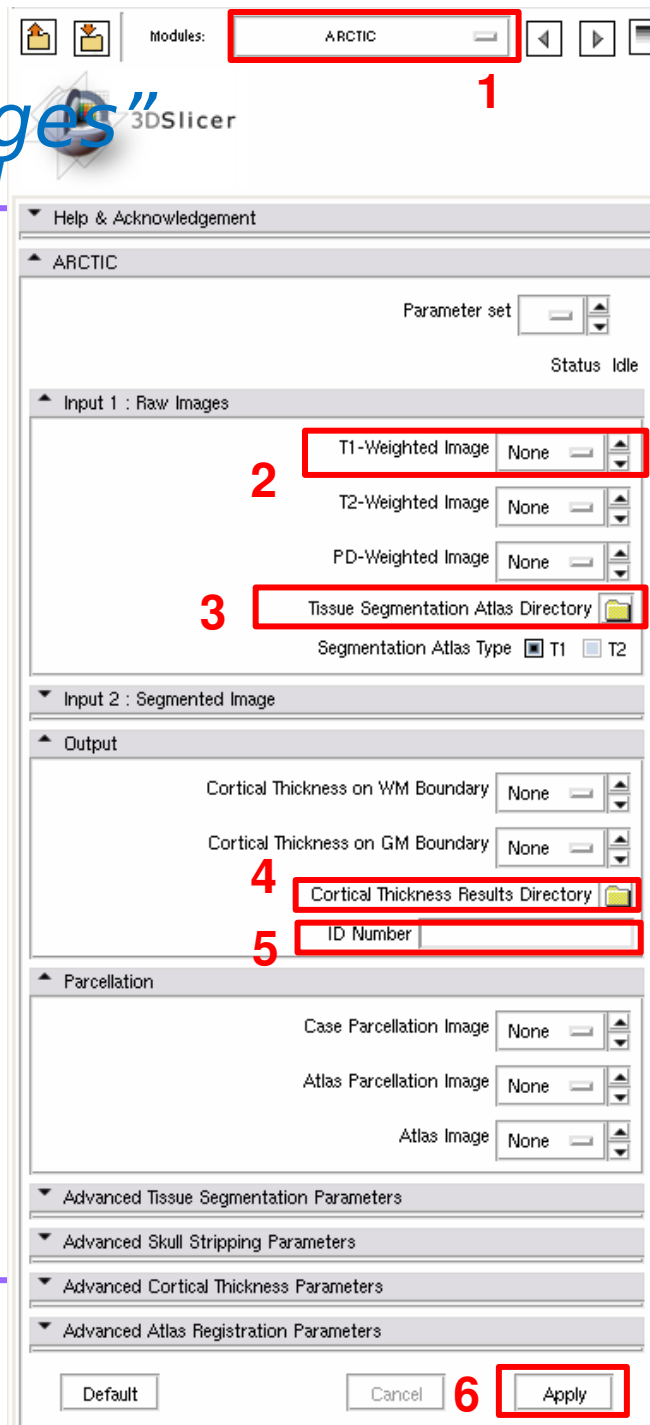 Modules: ARCTIC
1
ges”
3DSlicer
Help & Acknowledgement
ARCTIC
Parameter set
Status Idle
Input 1 : Raw Images
T1-Weighted Image None
2
T2-Weighted Image None
PD-Weighted Image None
3 Tissue Segmentation Atlas Directory
Segmentation Atlas Type T1 T2
Input 2 : Segmented Image
Output
Cortical Thickness on WM Boundary None
Cortical Thickness on GM Boundary None
4 Cortical Thickness Results Directory
5 ID Number
Parcellation
Case Parcellation Image None
Atlas Parcellation Image None
Atlas Image None
Advanced Tissue Segmentation Parameters
Advanced Skull Stripping Parameters
Advanced Cortical Thickness Parameters
Advanced Atlas Registration Parameters
Default Cancel 6 Apply